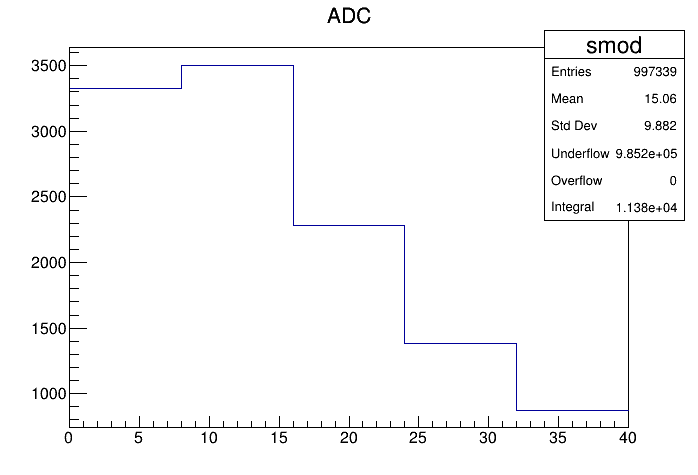 ADC
smod
Entries 997339
Mean 15.06
Std Dev 9.882
Underflow 9.852e+05
Overflow 0
Integral 1.138e+04
3500
3000
2500
2000
1500
1000
0 5 10 15 20 25 30 35 40